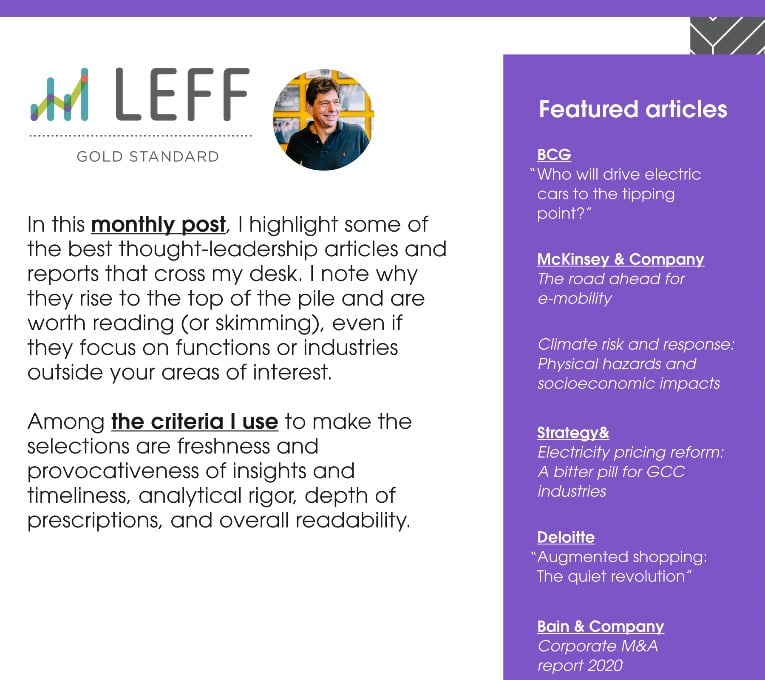 LEFF
GOLD STANDARD
In this monthly post, I highlight some of
the best thought-leadership articles and
reports that cross my desk. I note why
they rise to the top of the pile and are
worth reading (or skimming), even if
they focus on functions or industries
outside your areas of interest.
Among the criteria I use to make the
selections are freshness and
provocativeness of insights and
timeliness, analytical rigor, depth of
prescriptions, and overall readability.
Featured articles
BCG
“Who will drive electric
cars to the tipping
point?”
McKinsey & Company
The road ahead for
e-mobility
Climate risk and response:
Physical hazards and
socioeconomic impacts
Strategy&
Electricity pricing reform:
A bitter pill for GCC
industries
Deloitte
“Augmented shopping:
The quiet revolution”
Bain & Company
Corporate M&A
report 2020